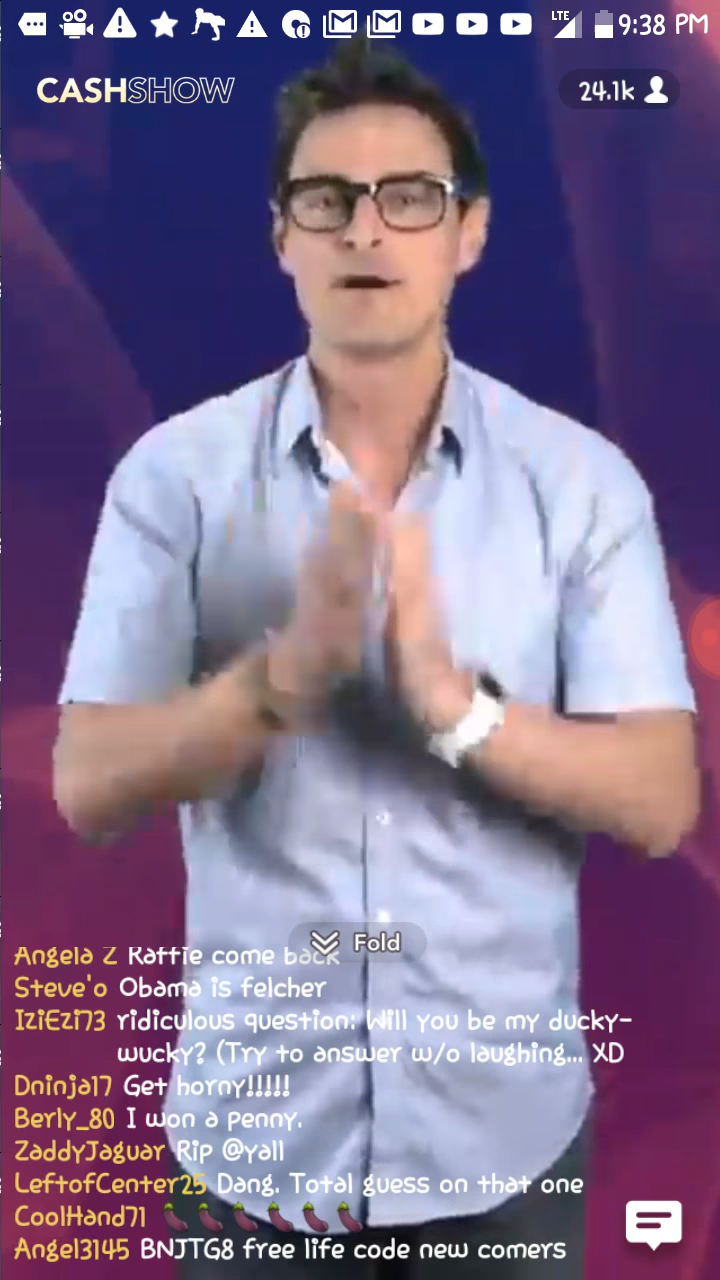 LTE 9:38 PM
CASHSHOW 24.1k
Fold
Angela Z Raffle come back
Steve'o Obama is felcher
IziEzi73 ridiculous question: Will you be my ducky-
wucky? (Try to answer w/o laughing... XD
Dninja17 Get horny!!!!!
Berly_80 I won a penny.
ZaddyJaguar Rip @yall
LeftofCenter25 Dang. Total guess on that one
CoolHand71 🍆🍆🍆🍆🍆🍆
Angel3145 BNJTG8 free life code new comers